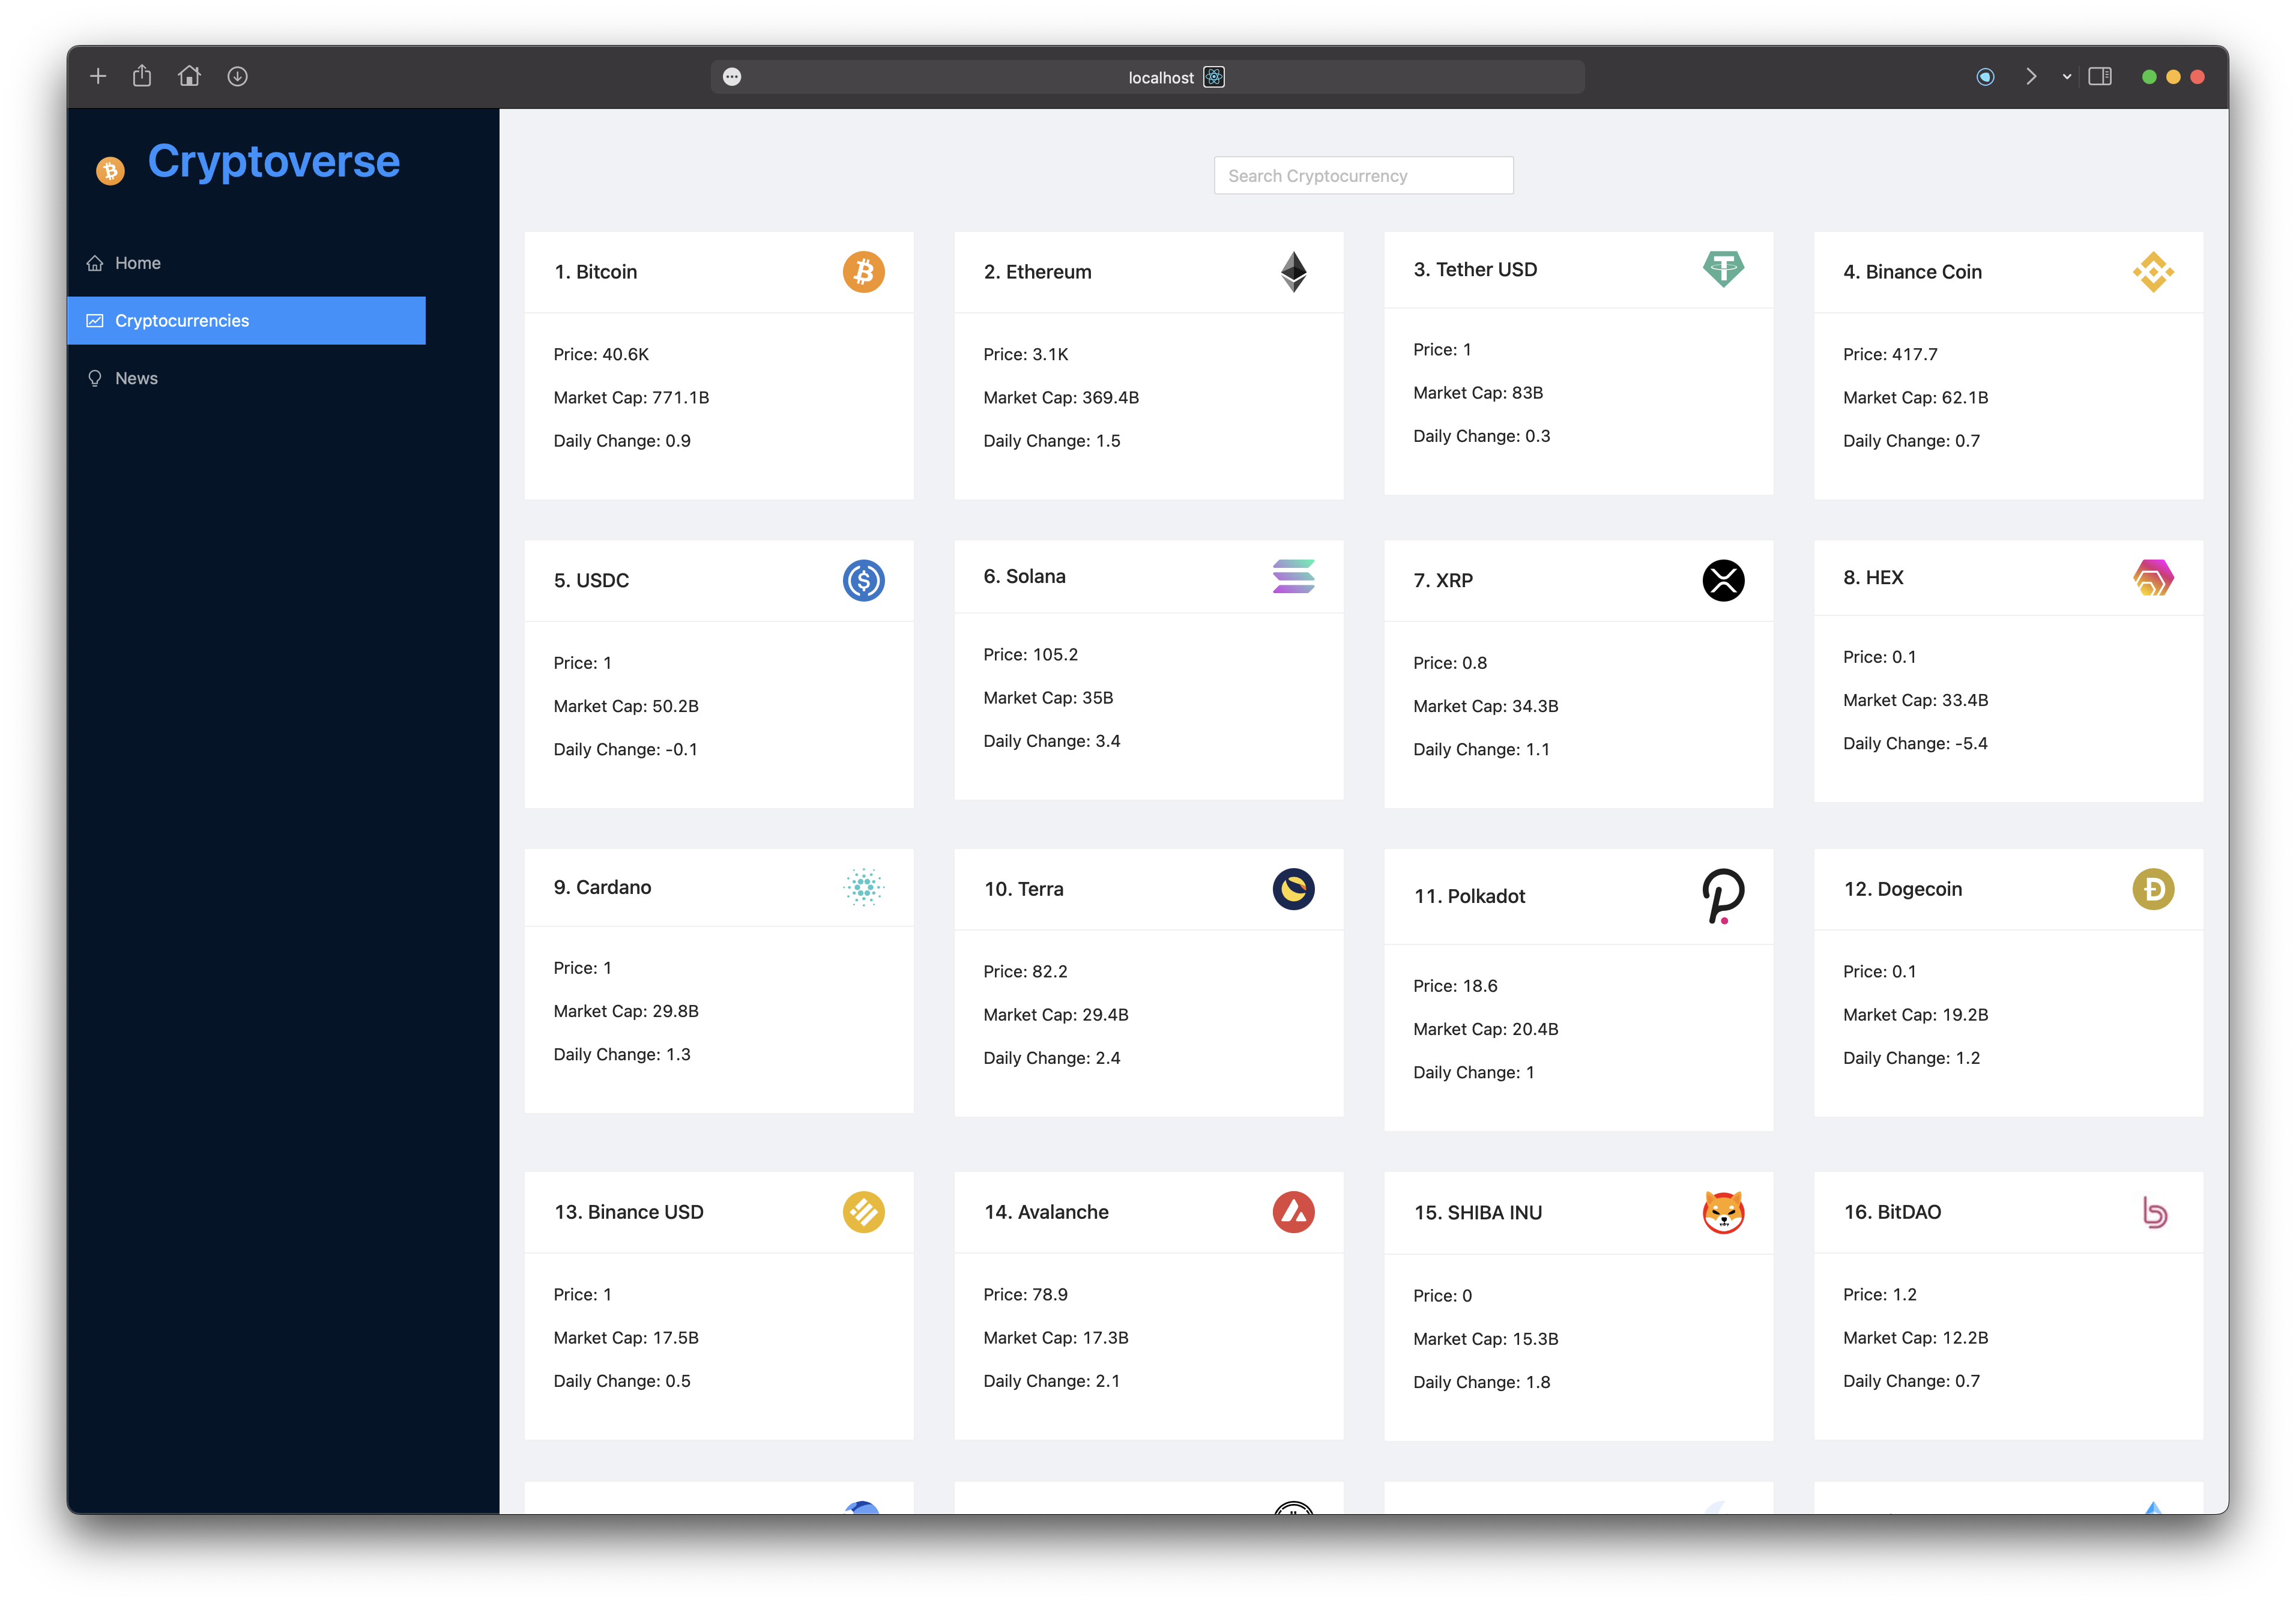 localhost
Cryptoverse
Home
Cryptocurrencies
News
Search Cryptocurrency
1. Bitcoin
Price: 40.6K
Market Cap: 771.1B
Daily Change: 0.9
2. Ethereum
Price: 3.1K
Market Cap: 369.4B
Daily Change: 1.5
3. Tether USD
Price: 1
Market Cap: 83B
Daily Change: 0.3
4. Binance Coin
Price: 417.7
Market Cap: 62.1B
Daily Change: 0.7
5. USDC
Price: 1
Market Cap: 50.2B
Daily Change: -0.1
6. Solana
Price: 105.2
Market Cap: 35B
Daily Change: 3.4
7. XRP
Price: 0.8
Market Cap: 34.3B
Daily Change: 1.1
8. HEX
Price: 0.1
Market Cap: 33.4B
Daily Change: -5.4
9. Cardano
Price: 1
Market Cap: 29.8B
Daily Change: 1.3
10. Terra
Price: 82.2
Market Cap: 29.4B
Daily Change: 2.4
11. Polkadot
Price: 18.6
Market Cap: 20.4B
Daily Change: 1
12. Dogecoin
Price: 0.1
Market Cap: 19.2B
Daily Change: 1.2
13. Binance USD
Price: 1
Market Cap: 17.5B
Daily Change: 0.5
14. Avalanche
Price: 78.9
Market Cap: 17.3B
Daily Change: 2.1
15. SHIBA INU
Price: 0
Market Cap: 15.3B
Daily Change: 1.8
16. BitDAO
Price: 1.2
Market Cap: 12.2B
Daily Change: 0.7